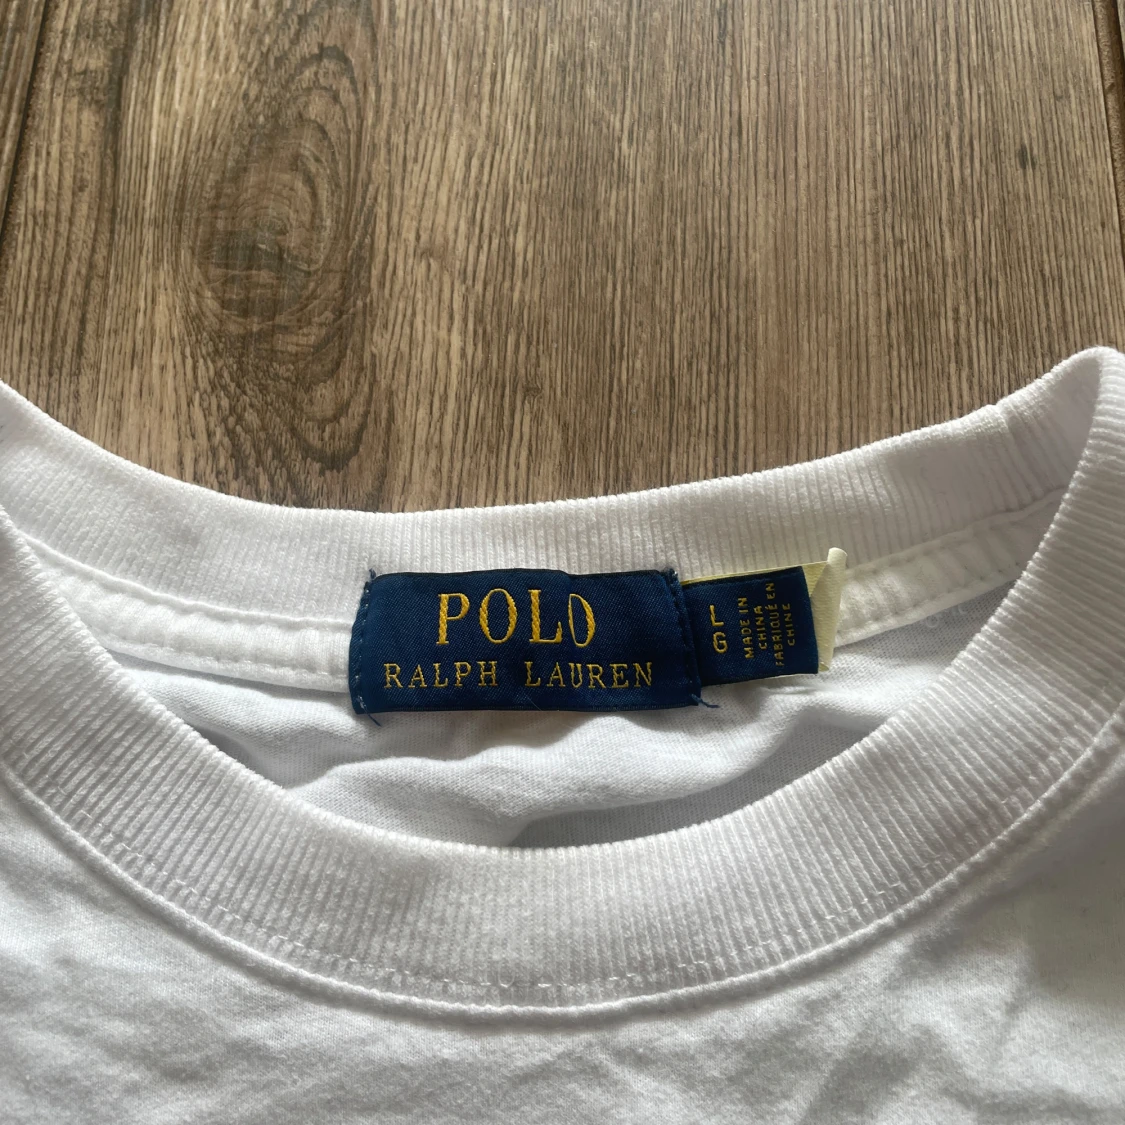 POLO
RALPH LAUREN
L
G
MADE IN
CHINA
FABRIQUÉ EN
CHINE